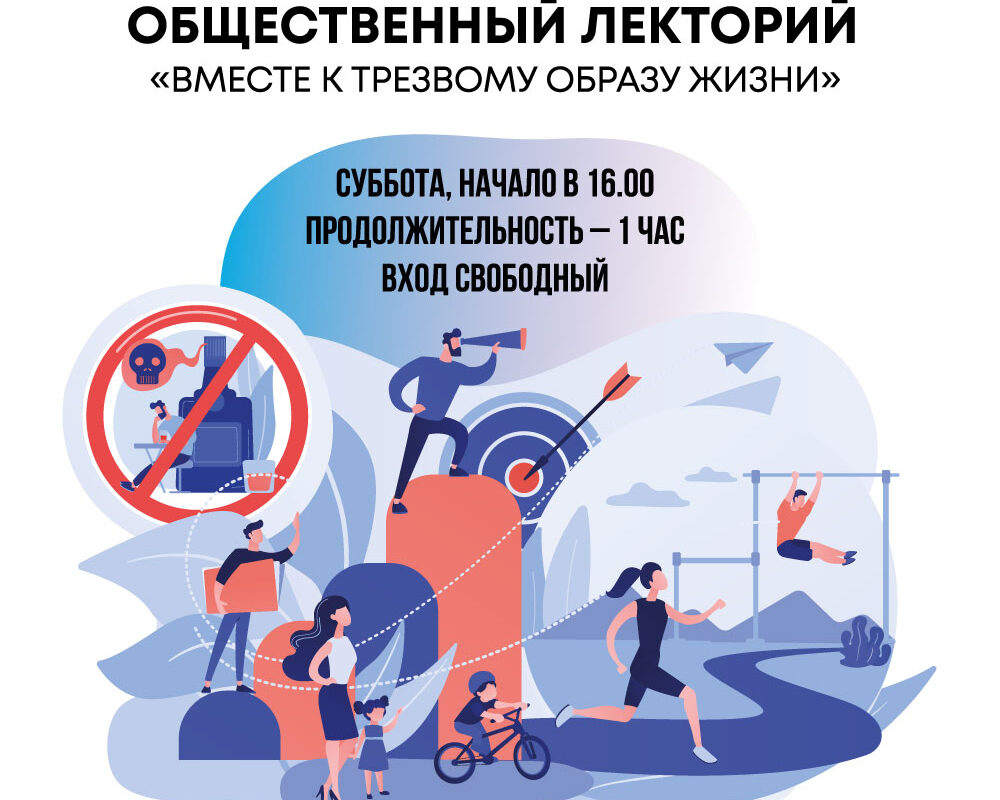 ОБЩЕСТВЕННЫЙ ЛЕКТОРИЙ
«ВМЕСТЕ К ТРЕЗВОМУ ОБРАЗУ ЖИЗНИ»
СУББОТА, НАЧАЛО В 16.00
ПРОДОЛЖИТЕЛЬНОСТЬ – 1 ЧАС
ВХОД СВОБОДНЫЙ